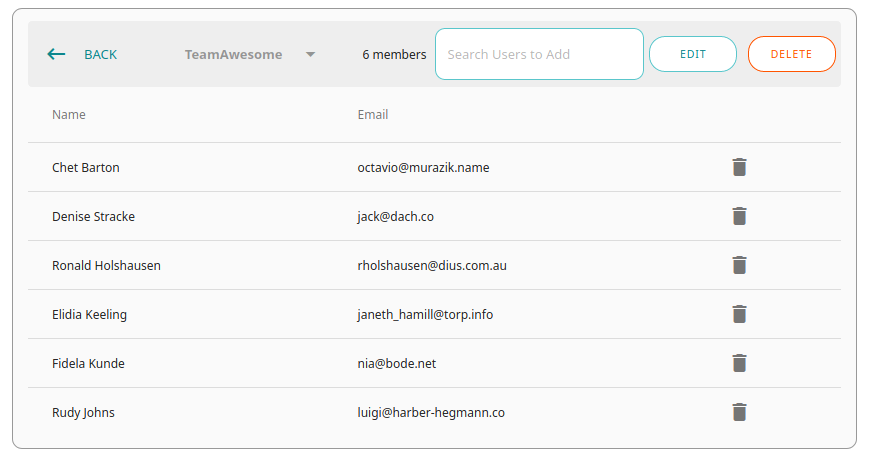 BACK TeamAwesome 6 members Search Users to Add EDIT DELETE
Name Email
Chet Barton octavio@murazik.name
Denise Stracke jack@dach.co
Ronald Holshausen rholshausen@dius.com.au
Elidia Keeling janeth_hamill@torp.info
Fidela Kunde nia@bode.net
Rudy Johns luigi@harber-hegmann.co